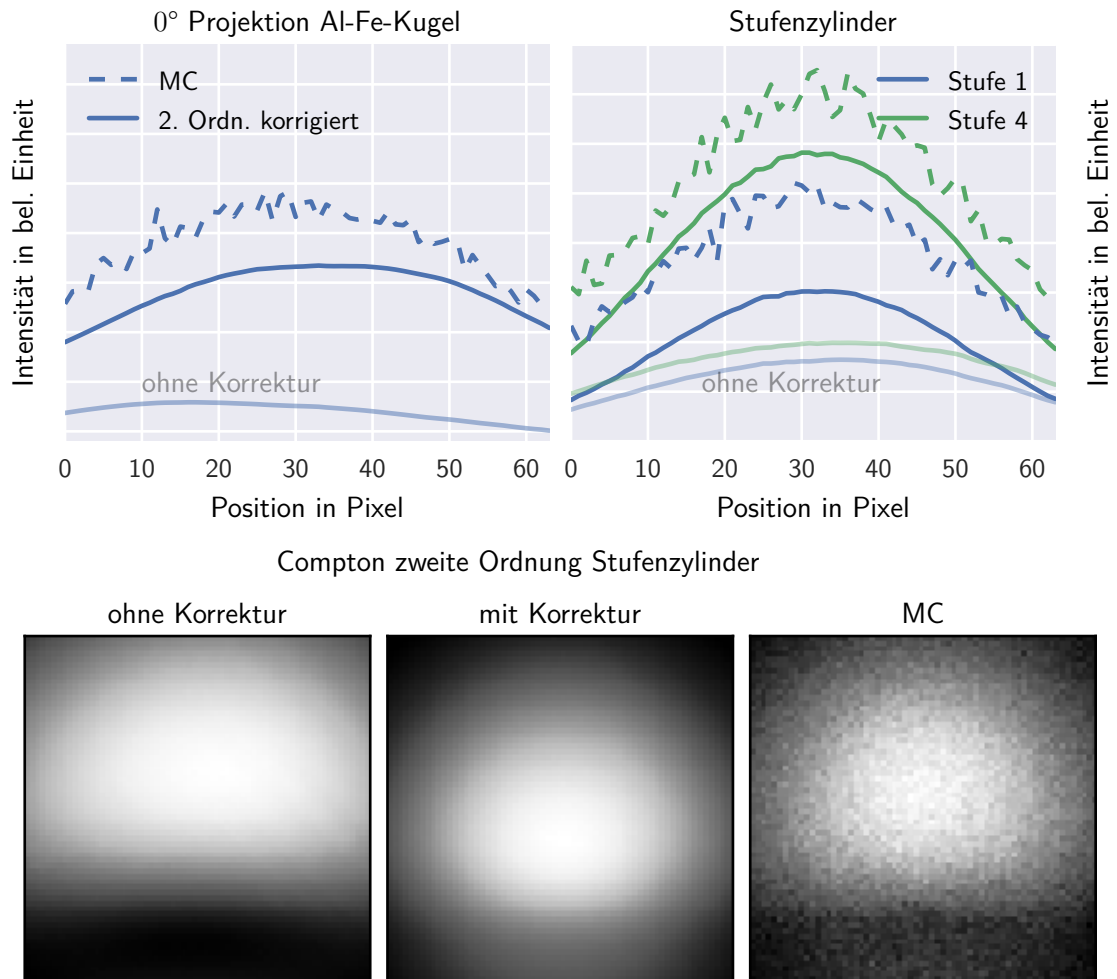 0° Projektion Al-Fe-Kugel
Stufenzylinder
Intensität in bel. Einheit
MC
2. Ordn. korrigiert
ohne Korrektur
0 10 20 30 40 50 60
Position in Pixel
Stufe 1
Stufe 4
ohne Korrektur
0 10 20 30 40 50 60
Position in Pixel
Intensität in bel. Einheit
Compton zweite Ordnung Stufenzylinder
ohne Korrektur
mit Korrektur
MC